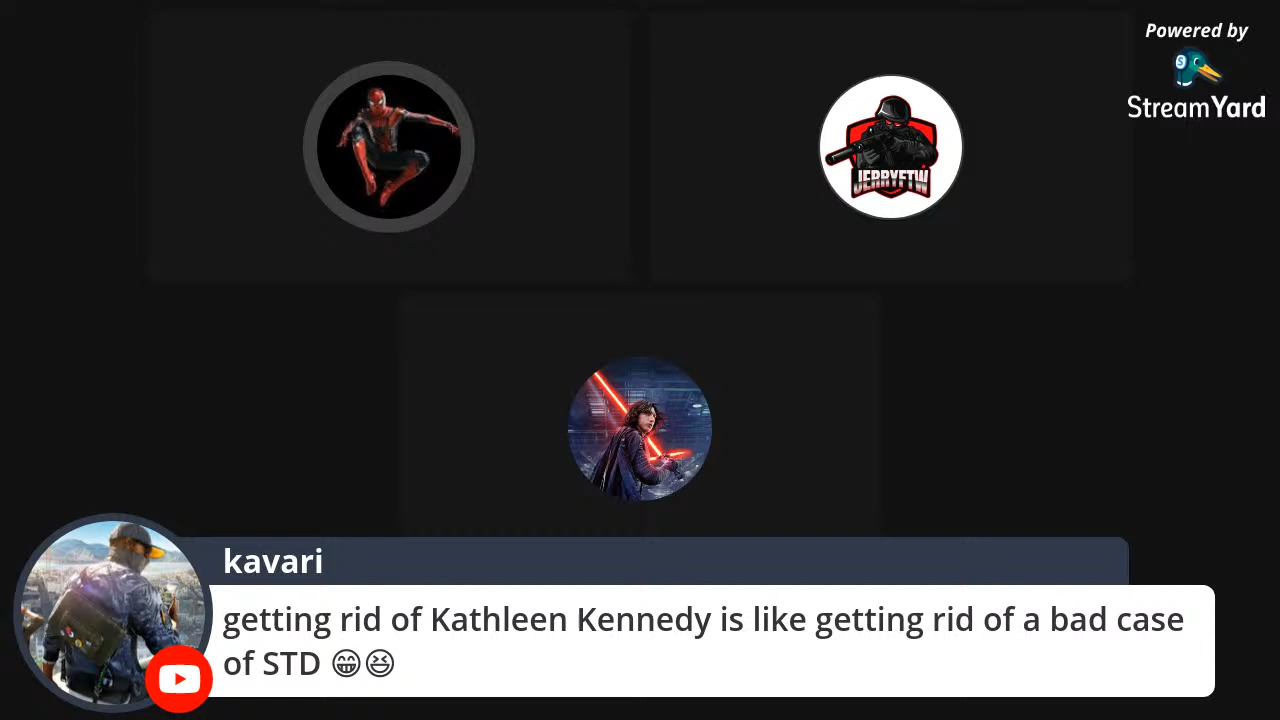 Powered by
StreamYard
JERRYFTW
kavari
getting rid of Kathleen Kennedy is like getting rid of a bad case
of STD 😁😆